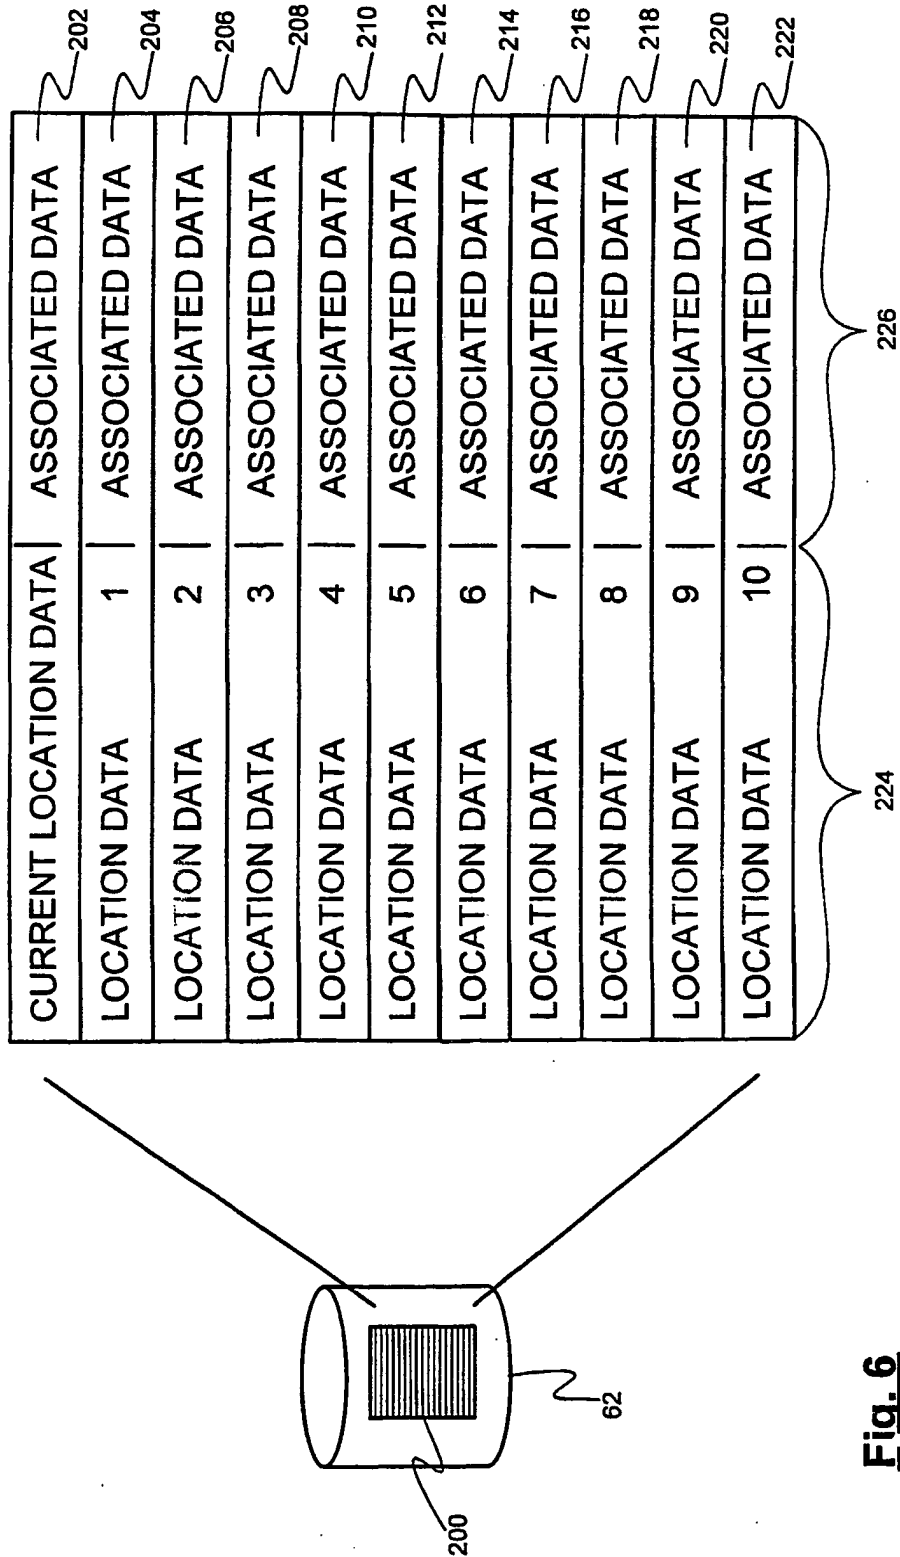 CURRENT LOCATION DATA | ASSOCIATED DATA 202
LOCATION DATA 1 | ASSOCIATED DATA 204
LOCATION DATA 2 | ASSOCIATED DATA 206
LOCATION DATA 3 | ASSOCIATED DATA 208
LOCATION DATA 4 | ASSOCIATED DATA 210
LOCATION DATA 5 | ASSOCIATED DATA 212
LOCATION DATA 6 | ASSOCIATED DATA 214
LOCATION DATA 7 | ASSOCIATED DATA 216
LOCATION DATA 8 | ASSOCIATED DATA 218
LOCATION DATA 9 | ASSOCIATED DATA 220
LOCATION DATA 10 | ASSOCIATED DATA 222
200
62
224
226
Fig. 6